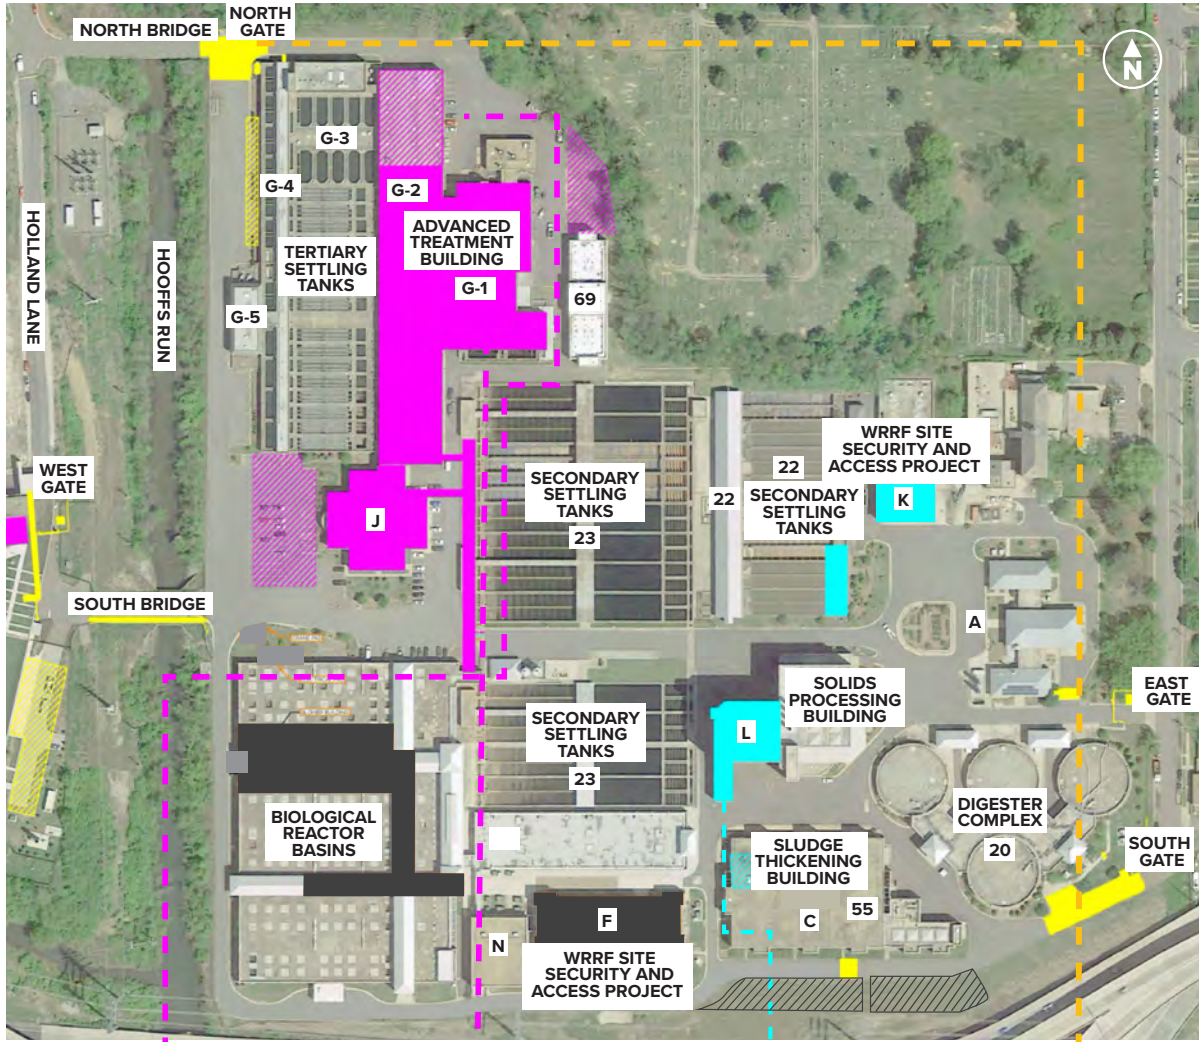 NORTH BRIDGE
NORTH
GATE
N
G-3
G-4
G-2
HOLLAND LANE
HOOFFS RUN
TERTIARY
SETTLING
TANKS
ADVANCED
TREATMENT
BUILDING
G-1
69
G-5
WEST
GATE
J
SECONDARY
SETTLING
TANKS
23
22
22
SECONDARY
SETTLING
TANKS
WRRF SITE
SECURITY AND
ACCESS PROJECT
K
SOUTH BRIDGE
A
SOLIDS
PROCESSING
BUILDING
EAST
GATE
SECONDARY
SETTLING
TANKS
23
L
BIOLOGICAL
REACTOR
BASINS
DIGESTER
COMPLEX
20
SLUDGE
THICKENING
BUILDING
SOUTH
GATE
55
C
F
N
WRRF SITE
SECURITY AND
ACCESS PROJECT